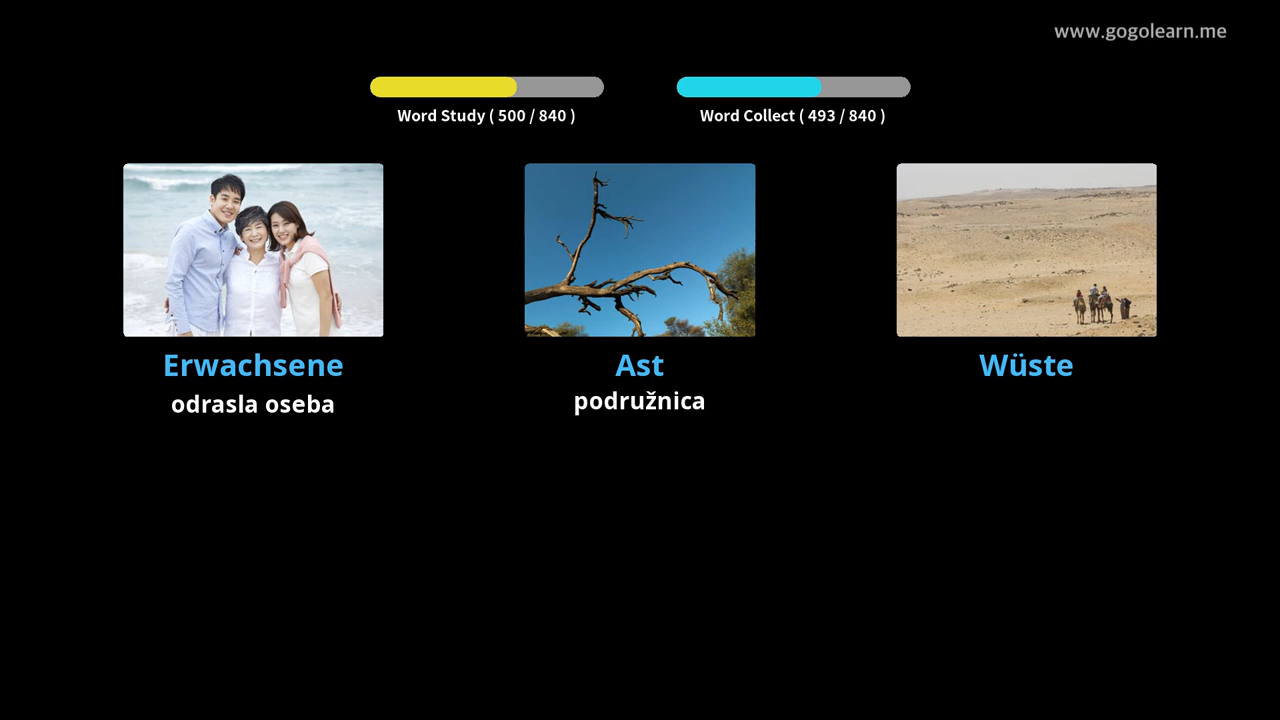 www.gogolearn.me
Word Study ( 500 / 840 )
Word Collect ( 493 / 840 )
Erwachsene
odrasla oseba
Ast
podružnica
Wüste